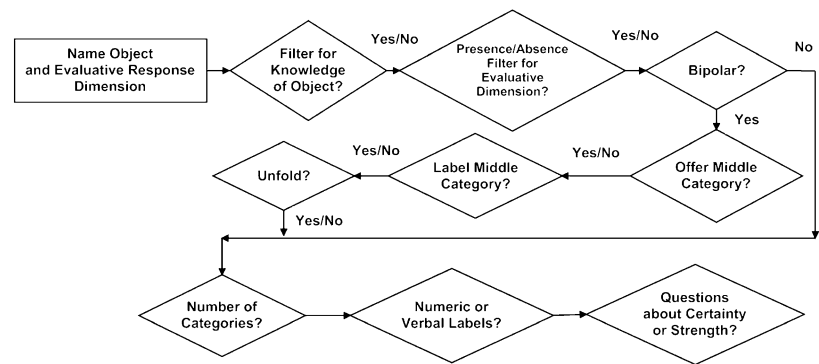 Name Object
and Evaluative Response
Dimension
Filter for
Knowledge
of Object?
Yes/No
Presence/Absence
Filter for
Evaluative
Dimension?
Yes/No
Bipolar?
No
Yes
Offer Middle
Category?
Yes/No
Label Middle
Category?
Yes/No
Unfold?
Yes/No
Number of
Categories?
Numeric or
Verbal Labels?
Questions
about Certainty
or Strength?